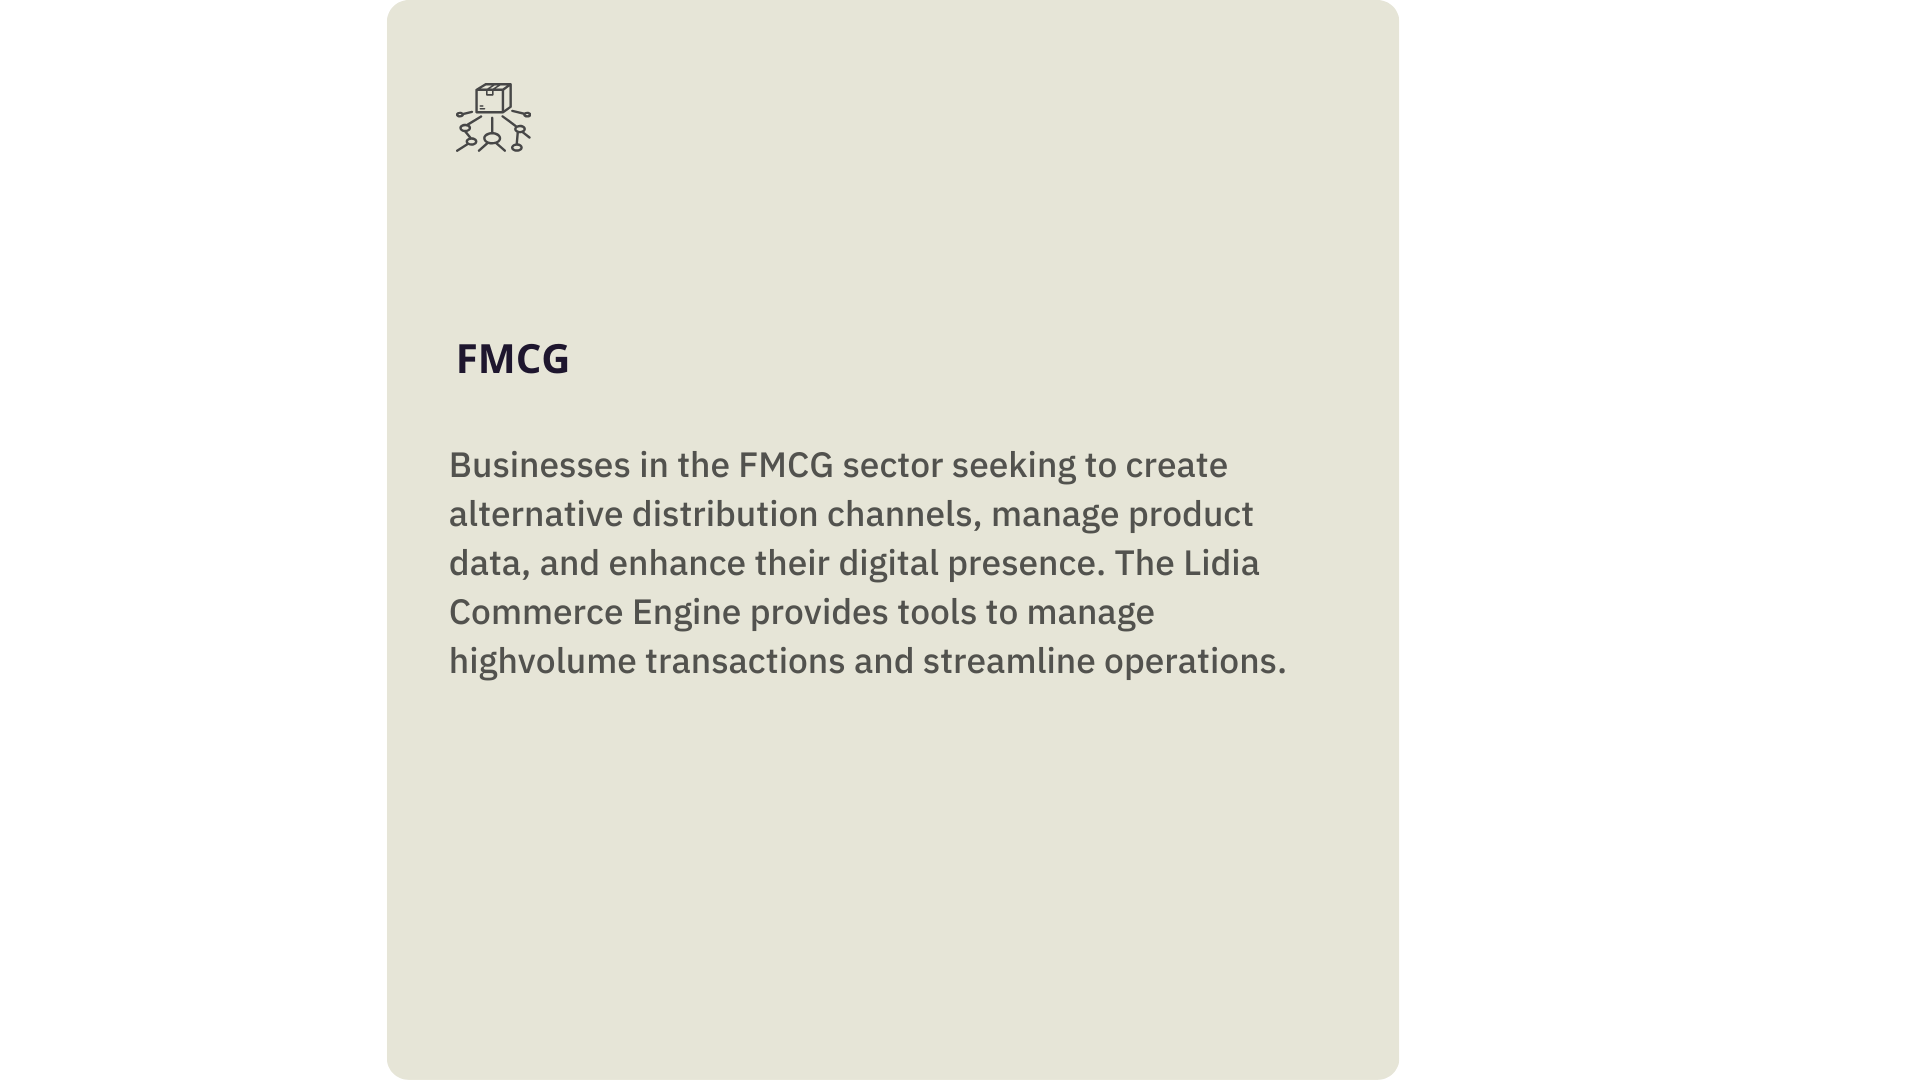 FMCG
Businesses in the FMCG sector seeking to create
alternative distribution channels, manage product
data, and enhance their digital presence. The Lidia
Commerce Engine provides tools to manage
highvolume transactions and streamline operations.